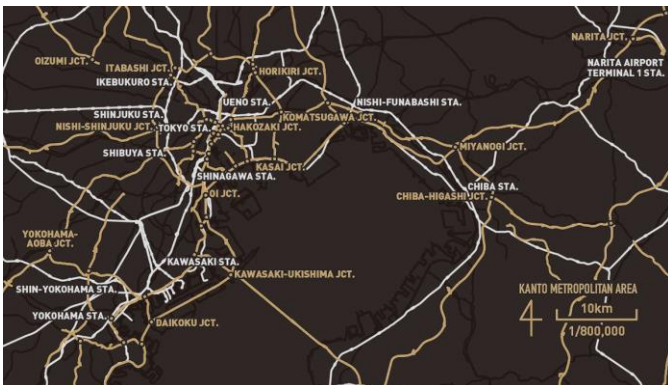 NARITA JCT.
OIZUMI JCT.
ITABASHI JCT.
HORIKIRI JCT.
NARITA AIRPORT
TERMINAL 1 STA.
IKEBUKURO STA.
UENO STA.
NISHI-FUNABASHI STA.
SHINJUKU STA.
KOMATSUGAWA JCT.
NISHI-SHINJUKU JCT.
TOKYO STA.
HAKOZAKI JCT.
SHIBUYA STA.
MIYANOGI JCT.
KASAI JCT.
SHINAGAWA STA.
OI JCT.
CHIBA STA.
CHIBA-HIGASHI JCT.
YOKOHAMA-
AOBA JCT.
KAWASAKI STA.
KAWASAKI-UKISHIMA JCT.
SHIN-YOKOHAMA STA.
KANTO METROPOLITAN AREA
10km
1/800,000
YOKOHAMA STA.
DAIKOKU JCT.